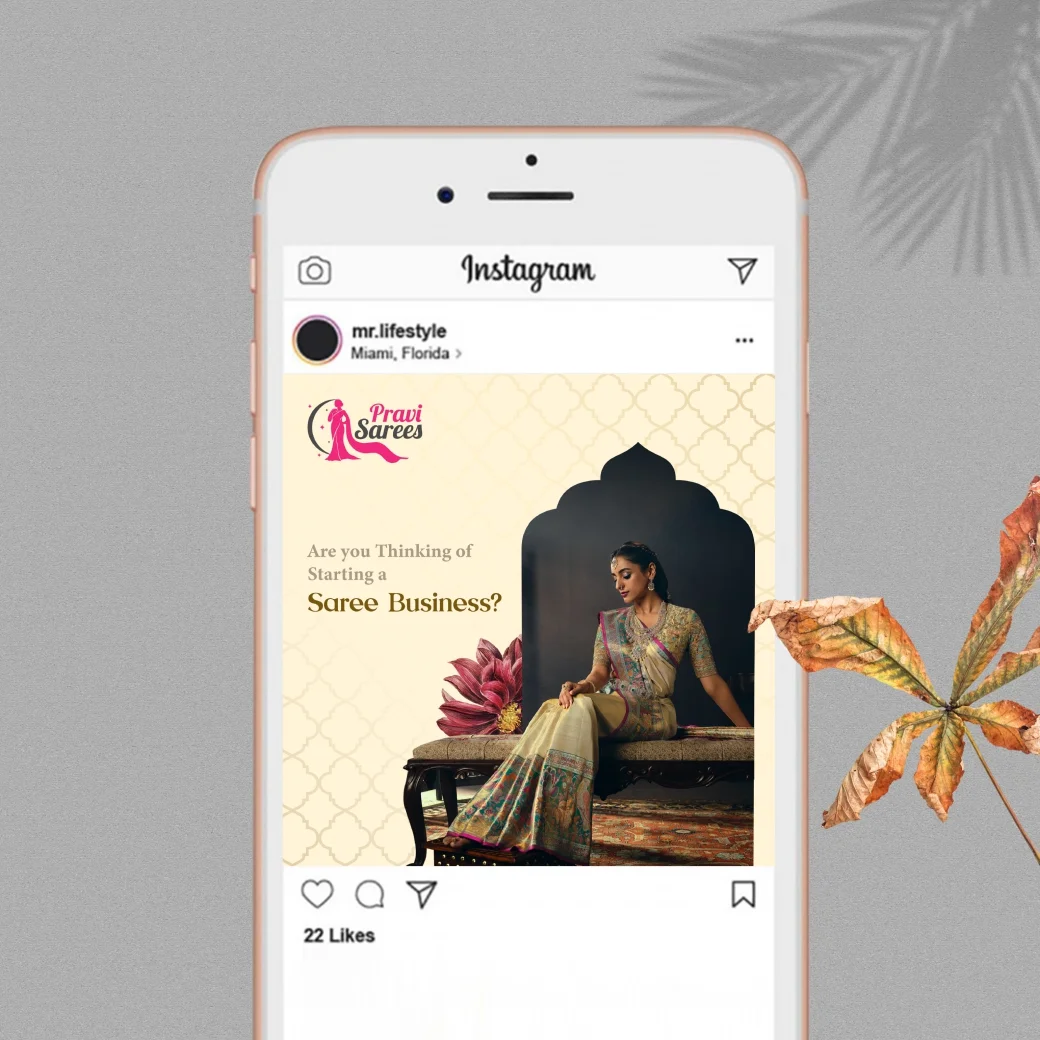 Instagram
mr.lifestyle
Miami, Florida >
Pravi
Sarees
Are you Thinking of
Starting a
Saree Business?
22 Likes